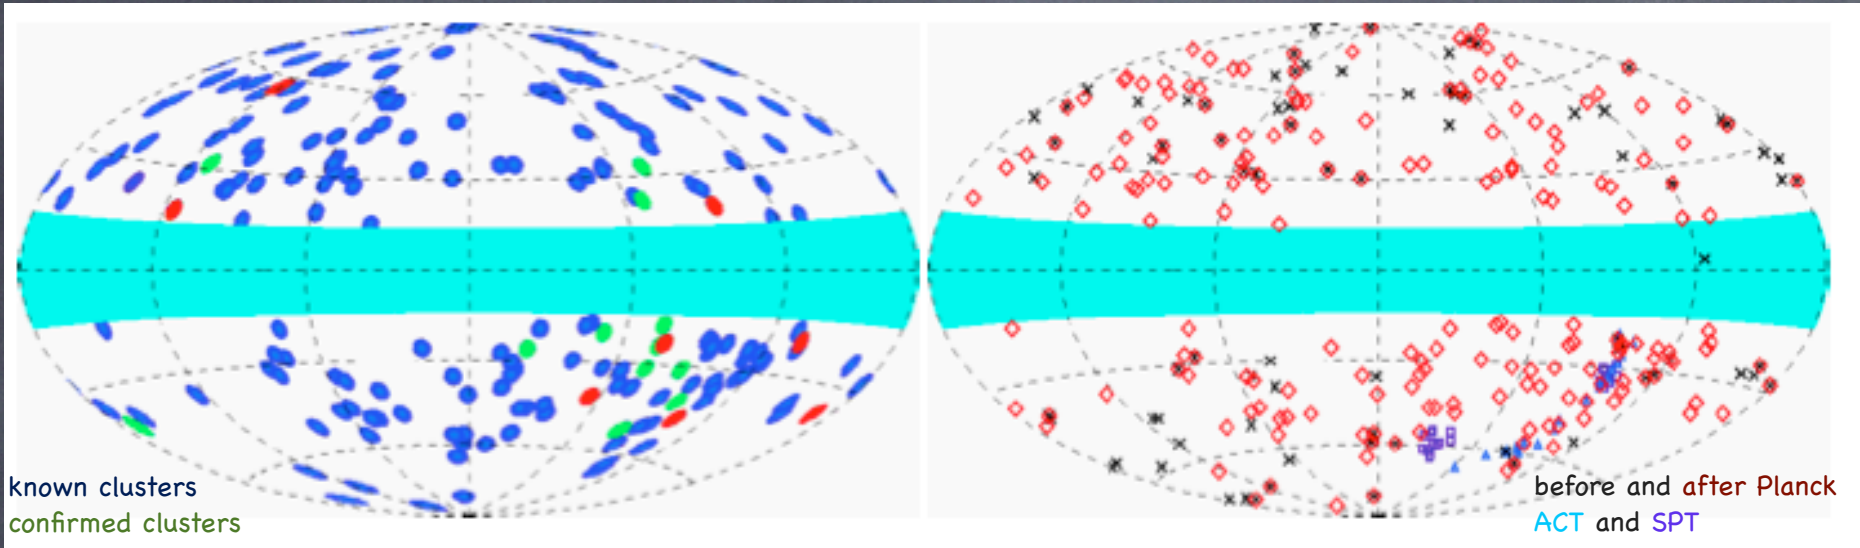 known clusters
confirmed clusters
before and after Planck
ACT and SPT